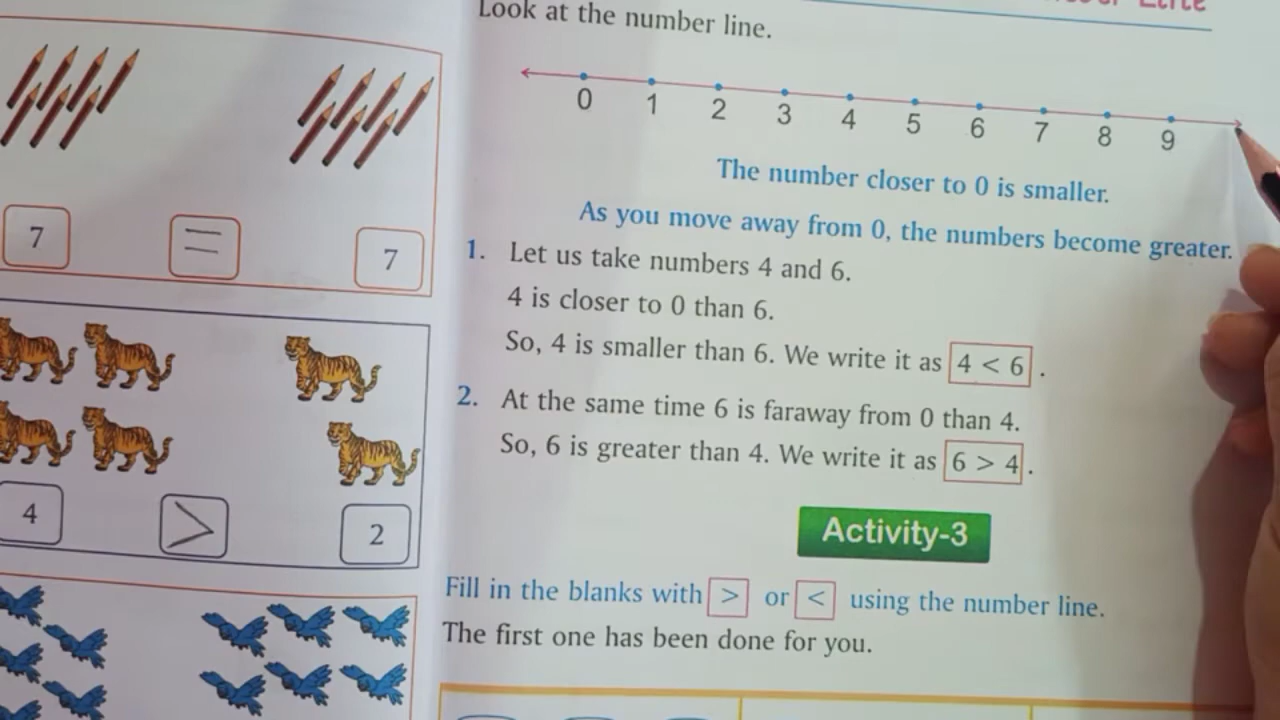 Look at the number line.
0 1 2 3 4 5 6 7 8 9
The number closer to 0 is smaller.
As you move away from 0, the numbers become greater.
1. Let us take numbers 4 and 6.
4 is closer to 0 than 6.
So, 4 is smaller than 6. We write it as 4 < 6 .
2. At the same time 6 is faraway from 0 than 4.
So, 6 is greater than 4. We write it as 6 > 4 .
Activity-3
Fill in the blanks with > or < using the number line.
The first one has been done for you.
7 = 7
4 > 2